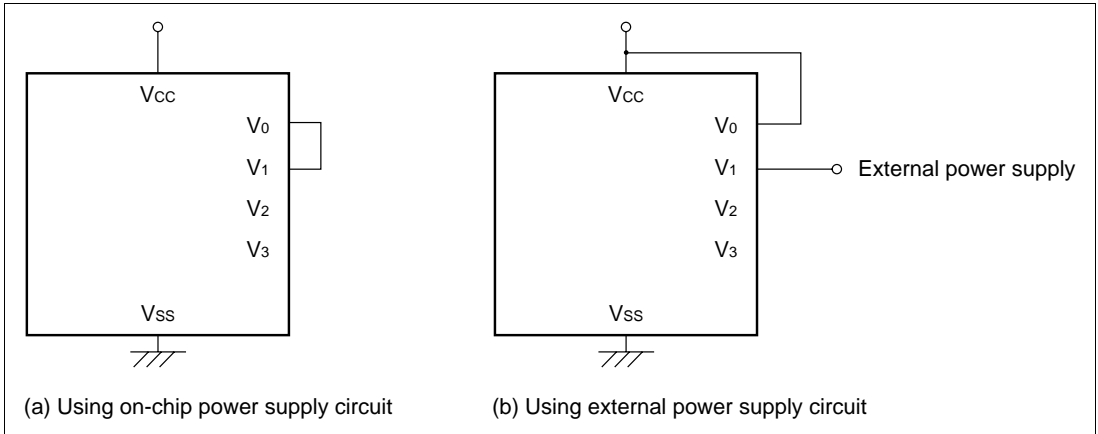 VCC
V0
V1
V2
V3
VSS
(a) Using on-chip power supply circuit
VCC
V0
V1
External power supply
V2
V3
VSS
(b) Using external power supply circuit